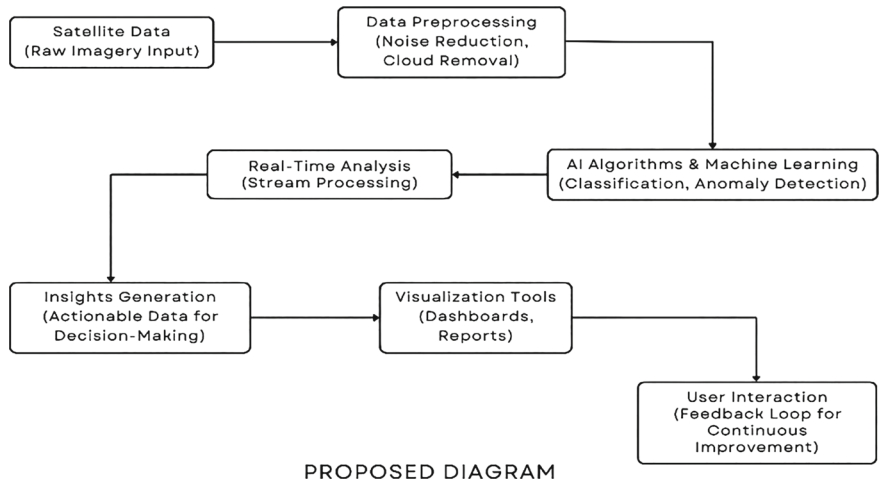 Satellite Data
(Raw Imagery Input)
Data Preprocessing
(Noise Reduction,
Cloud Removal)
AI Algorithms & Machine Learning
(Classification, Anomaly Detection)
Real-Time Analysis
(Stream Processing)
Insights Generation
(Actionable Data for
Decision-Making)
Visualization Tools
(Dashboards,
Reports)
User Interaction
(Feedback Loop for
Continuous
Improvement)
PROPOSED DIAGRAM